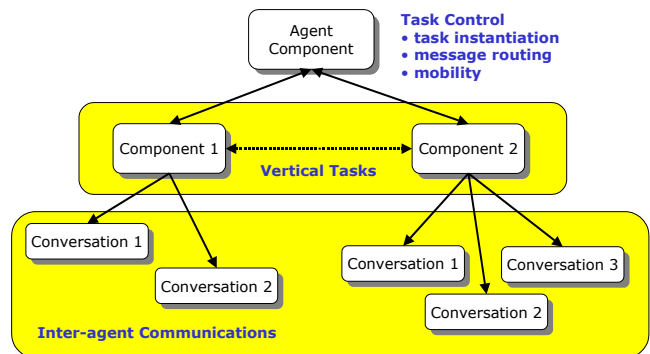 Agent
Component
Task Control
• task instantiation
• message routing
• mobility
Component 1
Component 2
Vertical Tasks
Conversation 1
Conversation 2
Conversation 1
Conversation 3
Conversation 2
Inter-agent Communications